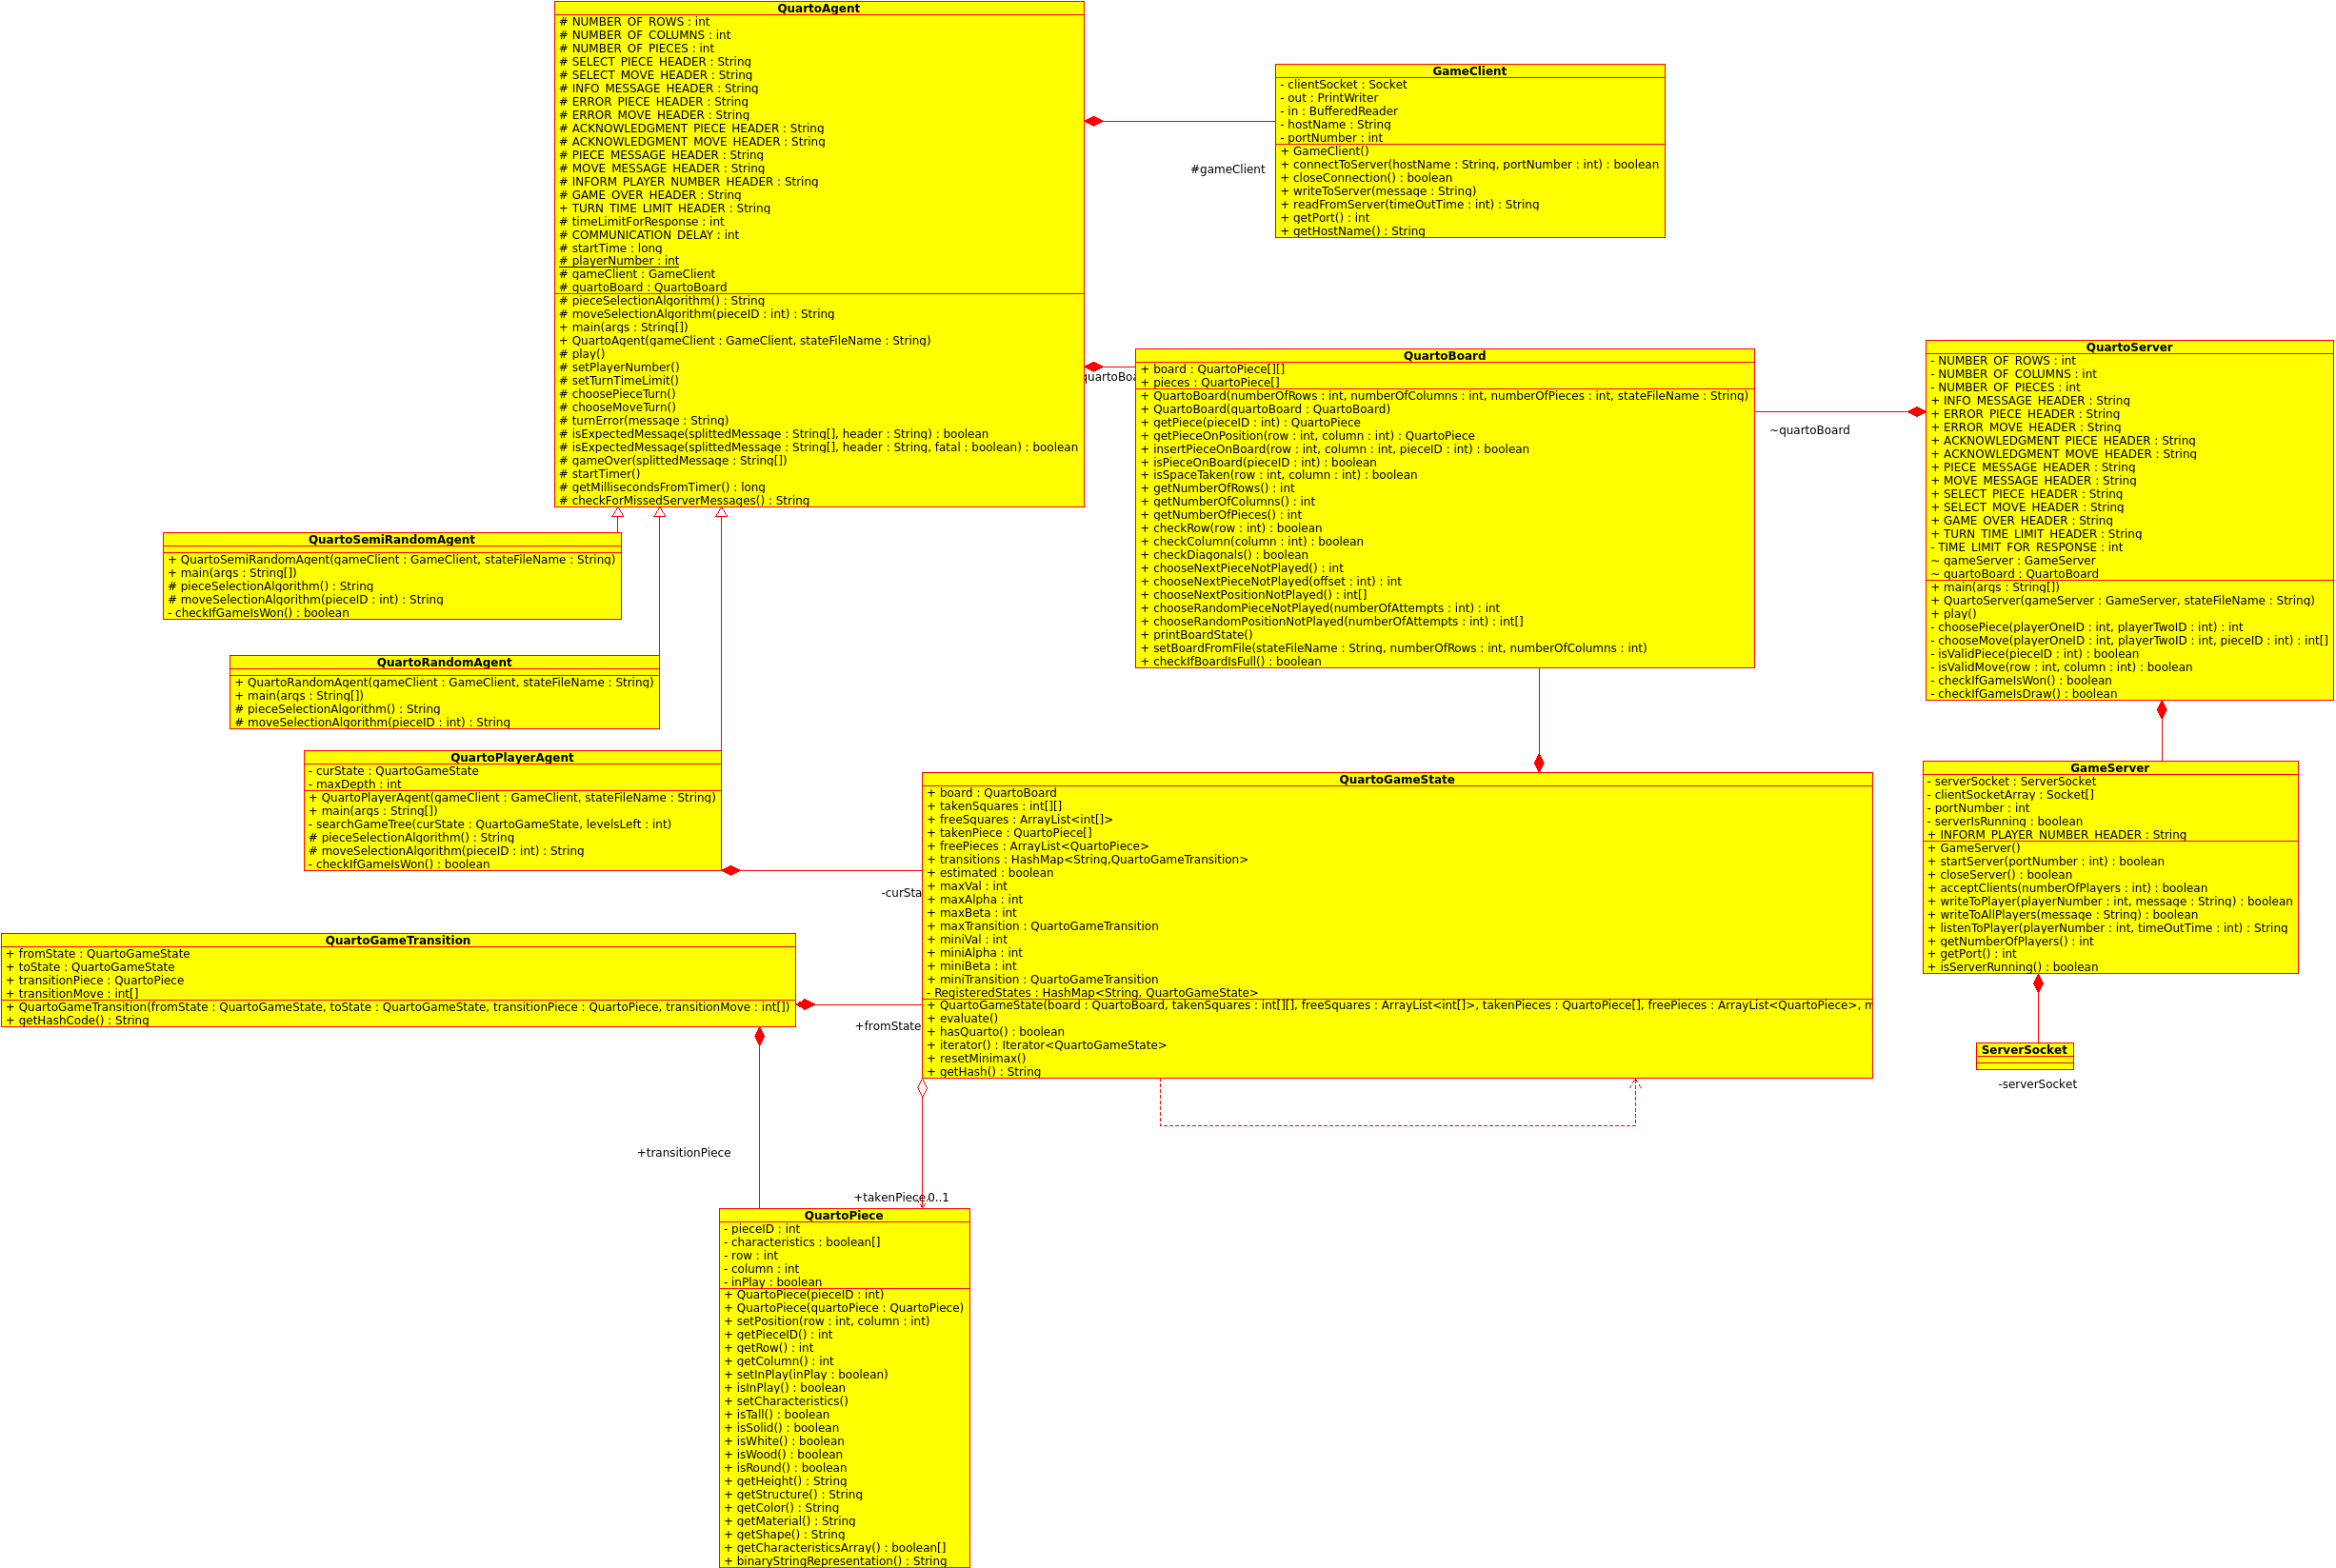 QuartoAgent
# NUMBER_OF_ROWS : int
# NUMBER_OF_COLUMNS : int
# NUMBER_OF_PIECES : int
# SELECT_PIECE_HEADER : String
# SELECT_MOVE_HEADER : String
# INFO_MESSAGE_HEADER : String
# ERROR_PIECE_HEADER : String
# ERROR_MOVE_HEADER : String
# ACKNOWLEDGMENT_PIECE_HEADER : String
# ACKNOWLEDGMENT_MOVE_HEADER : String
# PIECE_MESSAGE_HEADER : String
# MOVE_MESSAGE_HEADER : String
# INFORM_PLAYER_NUMBER_HEADER : String
# GAME_OVER_HEADER : String
+ TURN_TIME_LIMIT_HEADER : String
# timeLimitForResponse : int
# COMMUNICATION_DELAY : int
# startTime : long
# playerNumber : int
# gameClient : GameClient
# quartoBoard : QuartoBoard
# pieceSelectionAlgorithm() : String
# moveSelectionAlgorithm(pieceID : int) : String
+ main(args : String[])
+ QuartoAgent(gameClient : GameClient, stateFileName : String)
# play()
# setPlayerNumber()
# setTurnTimeLimit()
# choosePieceTurn()
# chooseMoveTurn()
# turnError(message : String)
# isExpectedMessage(splittedMessage : String[], header : String) : boolean
# isExpectedMessage(splittedMessage : String[], header : String, fatal : boolean) : boolean
# gameOver(splittedMessage : String[])
# startTimer()
# getMillisecondsFromTimer() : long
# checkForMissedServerMessages() : String
GameClient
- clientSocket : Socket
- out : PrintWriter
- in : BufferedReader
- hostName : String
- portNumber : int
+ GameClient()
+ connectToServer(hostName : String, portNumber : int) : boolean
+ closeConnection() : boolean
+ writeToServer(message : String)
+ readFromServer(timeOutTime : int) : String
+ getPort() : int
+ getHostName() : String
#gameClient
quartoBoa
QuartoBoard
+ board : QuartoPiece[][]
+ pieces : QuartoPiece[]
+ QuartoBoard(numberOfRows : int, numberOfColumns : int, numberOfPieces : int, stateFileName : String)
+ QuartoBoard(quartoBoard : QuartoBoard)
+ getPiece(pieceID : int) : QuartoPiece
+ getPieceOnPosition(row : int, column : int) : QuartoPiece
+ insertPieceOnBoard(row : int, column : int, pieceID : int) : boolean
+ isPieceOnBoard(pieceID : int) : boolean
+ isSpaceTaken(row : int, column : int) : boolean
+ getNumberOfRows() : int
+ getNumberOfColumns() : int
+ getNumberOfPieces() : int
+ checkRow(row : int) : boolean
+ checkColumn(column : int) : boolean
+ checkDiagonals() : boolean
+ chooseNextPieceNotPlayed() : int
+ chooseNextPieceNotPlayed(offset : int) : int
+ chooseNextPositionNotPlayed() : int[]
+ chooseRandomPieceNotPlayed(numberOfAttempts : int) : int
+ chooseRandomPositionNotPlayed(numberOfAttempts : int) : int[]
+ printBoardState()
+ setBoardFromFile(stateFileName : String, numberOfRows : int, numberOfColumns : int)
+ checkIfBoardIsFull() : boolean
~quartoBoard
QuartoServer
- NUMBER_OF_ROWS : int
- NUMBER_OF_COLUMNS : int
- NUMBER_OF_PIECES : int
+ INFO_MESSAGE_HEADER : String
+ ERROR_PIECE_HEADER : String
+ ERROR_MOVE_HEADER : String
+ ACKNOWLEDGMENT_PIECE_HEADER : String
+ ACKNOWLEDGMENT_MOVE_HEADER : String
+ PIECE_MESSAGE_HEADER : String
+ MOVE_MESSAGE_HEADER : String
+ SELECT_PIECE_HEADER : String
+ SELECT_MOVE_HEADER : String
+ GAME_OVER_HEADER : String
+ TURN_TIME_LIMIT_HEADER : String
- TIME_LIMIT_FOR_RESPONSE : int
~ gameServer : GameServer
~ quartoBoard : QuartoBoard
+ main(args : String[])
+ QuartoServer(gameServer : GameServer, stateFileName : String)
+ play()
- choosePiece(playerOneID : int, playerTwoID : int) : int
- chooseMove(playerOneID : int, playerTwoID : int, pieceID : int) : int[]
- isValidPiece(pieceID : int) : boolean
- isValidMove(row : int, column : int) : boolean
- checkIfGameIsWon() : boolean
- checkIfGameIsDraw() : boolean
QuartoSemiRandomAgent
+ QuartoSemiRandomAgent(gameClient : GameClient, stateFileName : String)
+ main(args : String[])
# pieceSelectionAlgorithm() : String
# moveSelectionAlgorithm(pieceID : int) : String
- checkIfGameIsWon() : boolean
QuartoRandomAgent
+ QuartoRandomAgent(gameClient : GameClient, stateFileName : String)
+ main(args : String[])
# pieceSelectionAlgorithm() : String
# moveSelectionAlgorithm(pieceID : int) : String
QuartoPlayerAgent
- curState : QuartoGameState
- maxDepth : int
+ QuartoPlayerAgent(gameClient : GameClient, stateFileName : String)
+ main(args : String[])
- searchGameTree(curState : QuartoGameState, levelsLeft : int)
# pieceSelectionAlgorithm() : String
# moveSelectionAlgorithm(pieceID : int) : String
- checkIfGameIsWon() : boolean
-curSta
QuartoGameState
+ board : QuartoBoard
+ takenSquares : int[][]
+ freeSquares : ArrayList<int[]>
+ takenPiece : QuartoPiece[]
+ freePieces : ArrayList<QuartoPiece>
+ transitions : HashMap<String,QuartoGameTransition>
+ estimated : boolean
+ maxVal : int
+ maxAlpha : int
+ maxBeta : int
+ maxTransition : QuartoGameTransition
+ miniVal : int
+ miniAlpha : int
+ miniBeta : int
+ miniTransition : QuartoGameTransition
- RegisteredStates : HashMap<String, QuartoGameState>
+ QuartoGameState(board : QuartoBoard, takenSquares : int[][], freeSquares : ArrayList<int[]>, takenPieces : QuartoPiece[], freePieces : ArrayList<QuartoPiece>, m
+ evaluate()
+ hasQuarto() : boolean
+ iterator() : Iterator<QuartoGameState>
+ resetMinimax()
+ getHash() : String
GameServer
- serverSocket : ServerSocket
- clientSocketArray : Socket[]
- portNumber : int
- serverIsRunning : boolean
+ INFORM_PLAYER_NUMBER_HEADER : String
+ GameServer()
+ startServer(portNumber : int) : boolean
+ closeServer() : boolean
+ acceptClients(numberOfPlayers : int) : boolean
+ writeToPlayer(playerNumber : int, message : String) : boolean
+ writeToAllPlayers(message : String) : boolean
+ listenToPlayer(playerNumber : int, timeOutTime : int) : String
+ getNumberOfPlayers() : int
+ getPort() : int
+ isServerRunning() : boolean
QuartoGameTransition
+ fromState : QuartoGameState
+ toState : QuartoGameState
+ transitionPiece : QuartoPiece
+ transitionMove : int[]
+ QuartoGameTransition(fromState : QuartoGameState, toState : QuartoGameState, transitionPiece : QuartoPiece, transitionMove : int[])
+ getHashCode() : String
+fromState
ServerSocket
-serverSocket
+transitionPiece
+takenPiece 0..1
QuartoPiece
- pieceID : int
- characteristics : boolean[]
- row : int
- column : int
- inPlay : boolean
+ QuartoPiece(pieceID : int)
+ QuartoPiece(quartoPiece : QuartoPiece)
+ setPosition(row : int, column : int)
+ getPieceID() : int
+ getRow() : int
+ getColumn() : int
+ setInPlay(inPlay : boolean)
+ isInPlay() : boolean
+ setCharacteristics()
+ isTall() : boolean
+ isSolid() : boolean
+ isWhite() : boolean
+ isWood() : boolean
+ isRound() : boolean
+ getHeight() : String
+ getStructure() : String
+ getColor() : String
+ getMaterial() : String
+ getShape() : String
+ getCharacteristicsArray() : boolean[]
+ binaryStringRepresentation() : String